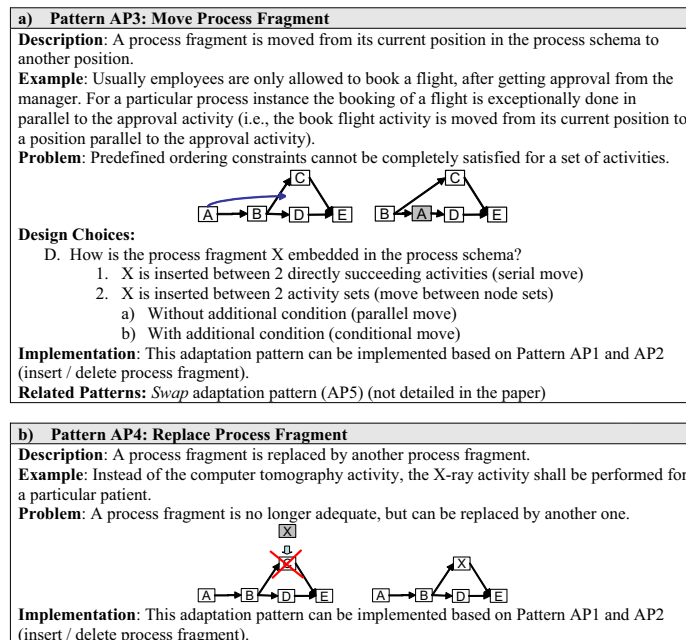 a) Pattern AP3: Move Process Fragment
Description: A process fragment is moved from its current position in the process schema to
another position.
Example: Usually employees are only allowed to book a flight, after getting approval from the
manager. For a particular process instance the booking of a flight is exceptionally done in
parallel to the approval activity (i.e., the book flight activity is moved from its current position to
a position parallel to the approval activity).
Problem: Predefined ordering constraints cannot be completely satisfied for a set of activities.
C C
A B D E B A D E
Design Choices:
D. How is the process fragment X embedded in the process schema?
1. X is inserted between 2 directly succeeding activities (serial move)
2. X is inserted between 2 activity sets (move between node sets)
a) Without additional condition (parallel move)
b) With additional condition (conditional move)
Implementation: This adaptation pattern can be implemented based on Pattern AP1 and AP2
(insert / delete process fragment).
Related Patterns: Swap adaptation pattern (AP5) (not detailed in the paper)
b) Pattern AP4: Replace Process Fragment
Description: A process fragment is replaced by another process fragment.
Example: Instead of the computer tomography activity, the X-ray activity shall be performed for
a particular patient.
Problem: A process fragment is no longer adequate, but can be replaced by another one.
X
C X
A B D E A B D E
Implementation: This adaptation pattern can be implemented based on Pattern AP1 and AP2
(insert / delete process fragment).